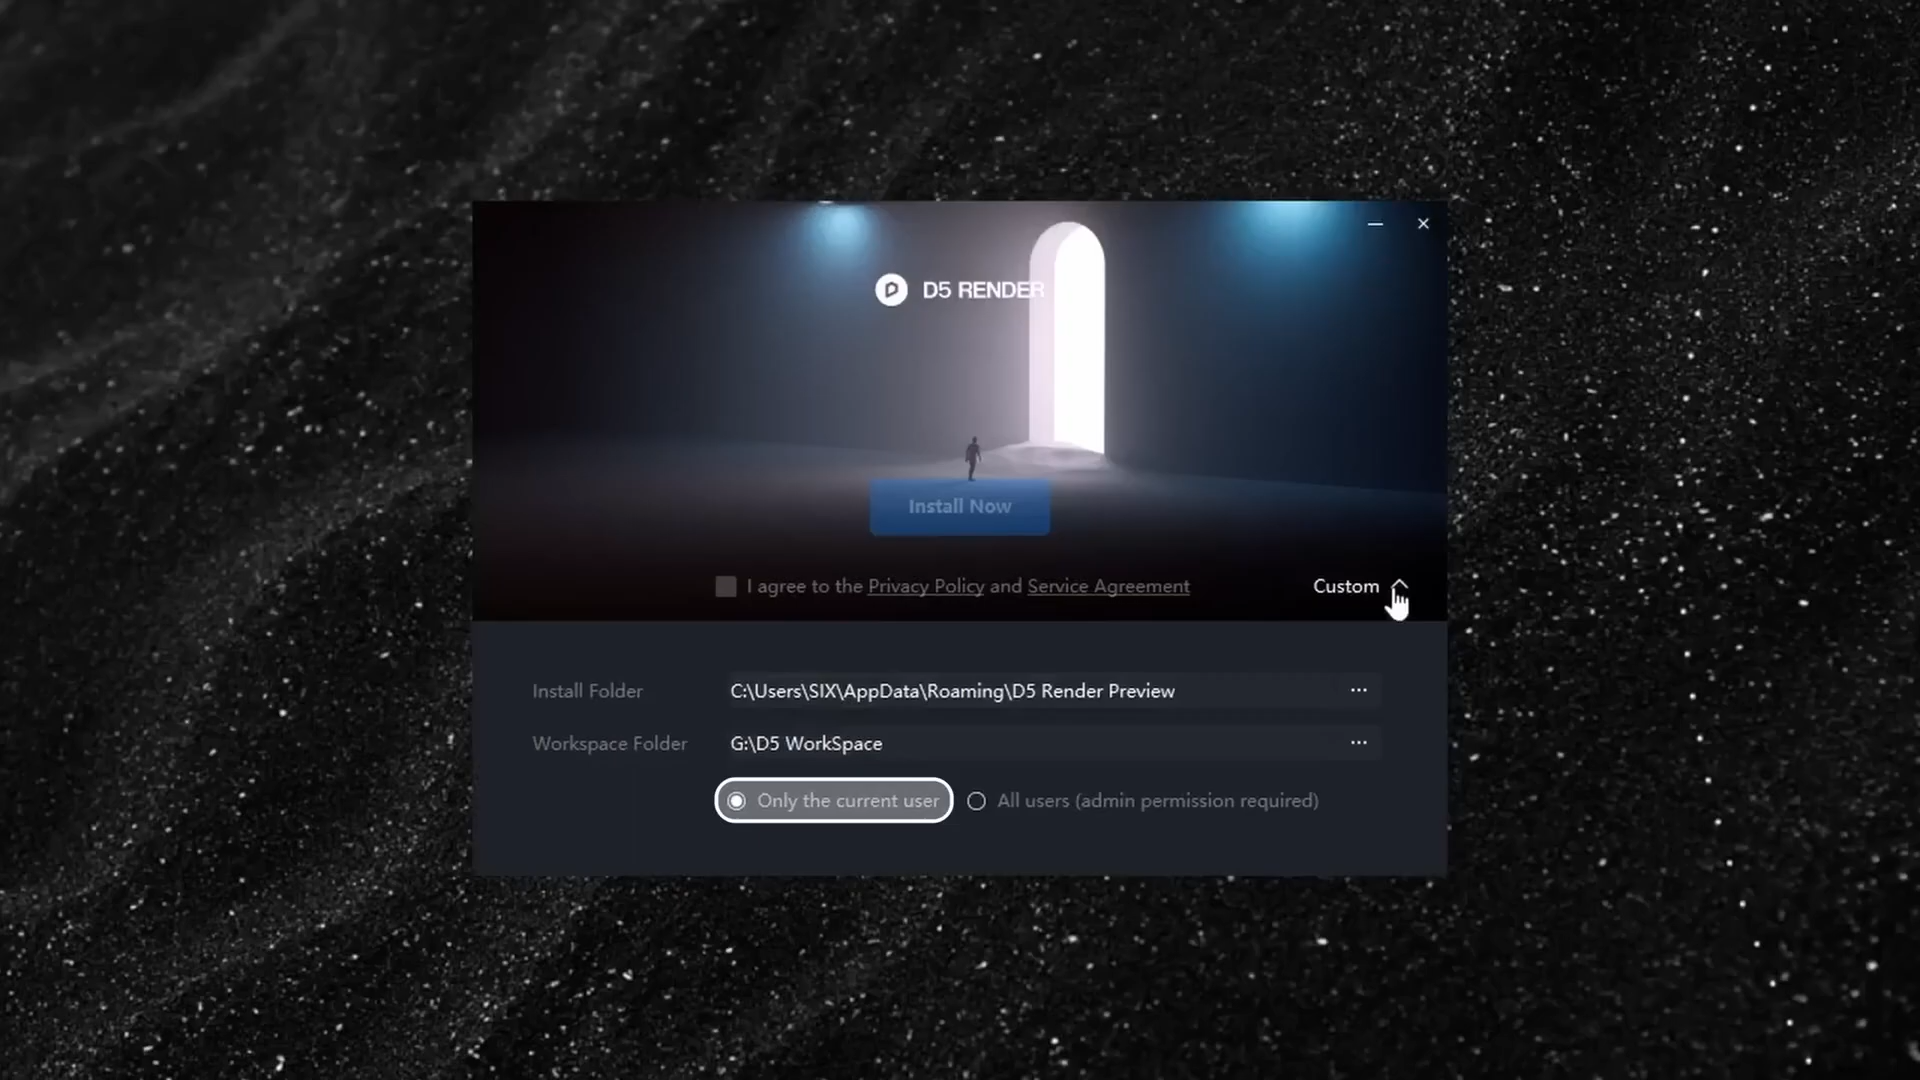 D5 RENDER
Install Now
I agree to the Privacy Policy and Service Agreement
Custom
Install Folder
C:\Users\SIX\AppData\Roaming\D5 Render Preview
...
Workspace Folder
G:\D5 WorkSpace
...
Only the current user
All users (admin permission required)